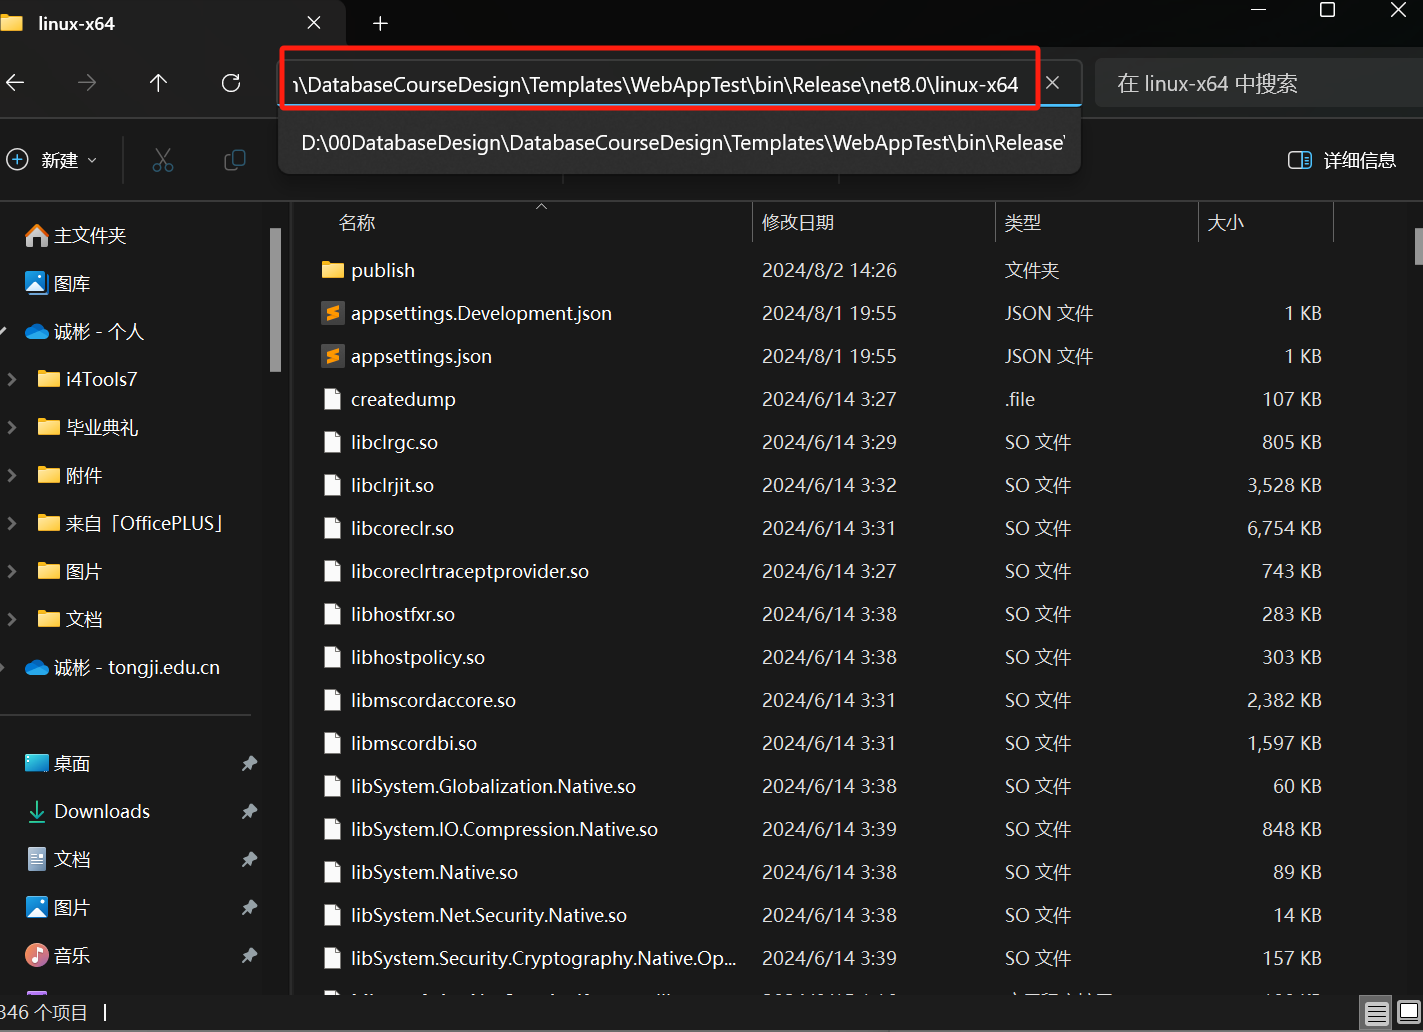 linux-x64
\DatabaseCourseDesign\Templates\WebAppTest\bin\Release\net8.0\linux-x64
在 linux-x64 中搜索
D:\00DatabaseDesign\DatabaseCourseDesign\Templates\WebAppTest\bin\Release
新建
详细信息
名称 修改日期 类型 大小
主文件夹
图库
诚彬 - 个人
i4Tools7
毕业典礼
附件
来自「OfficePLUS」
图片
文档
诚彬 - tongji.edu.cn
桌面
Downloads
文档
图片
音乐
publish 2024/8/2 14:26 文件夹
appsettings.Development.json 2024/8/1 19:55 JSON 文件 1 KB
appsettings.json 2024/8/1 19:55 JSON 文件 1 KB
createdump 2024/6/14 3:27 .file 107 KB
libclrgc.so 2024/6/14 3:29 SO 文件 805 KB
libclrjit.so 2024/6/14 3:32 SO 文件 3,528 KB
libcoreclr.so 2024/6/14 3:31 SO 文件 6,754 KB
libcoreclrtraceptprovider.so 2024/6/14 3:27 SO 文件 743 KB
libhostfxr.so 2024/6/14 3:38 SO 文件 283 KB
libhostpolicy.so 2024/6/14 3:38 SO 文件 303 KB
libmscordaccore.so 2024/6/14 3:31 SO 文件 2,382 KB
libmscordbi.so 2024/6/14 3:31 SO 文件 1,597 KB
libSystem.Globalization.Native.so 2024/6/14 3:38 SO 文件 60 KB
libSystem.IO.Compression.Native.so 2024/6/14 3:39 SO 文件 848 KB
libSystem.Native.so 2024/6/14 3:38 SO 文件 89 KB
libSystem.Net.Security.Native.so 2024/6/14 3:38 SO 文件 14 KB
libSystem.Security.Cryptography.Native.Op... 2024/6/14 3:39 SO 文件 157 KB
346 个项目